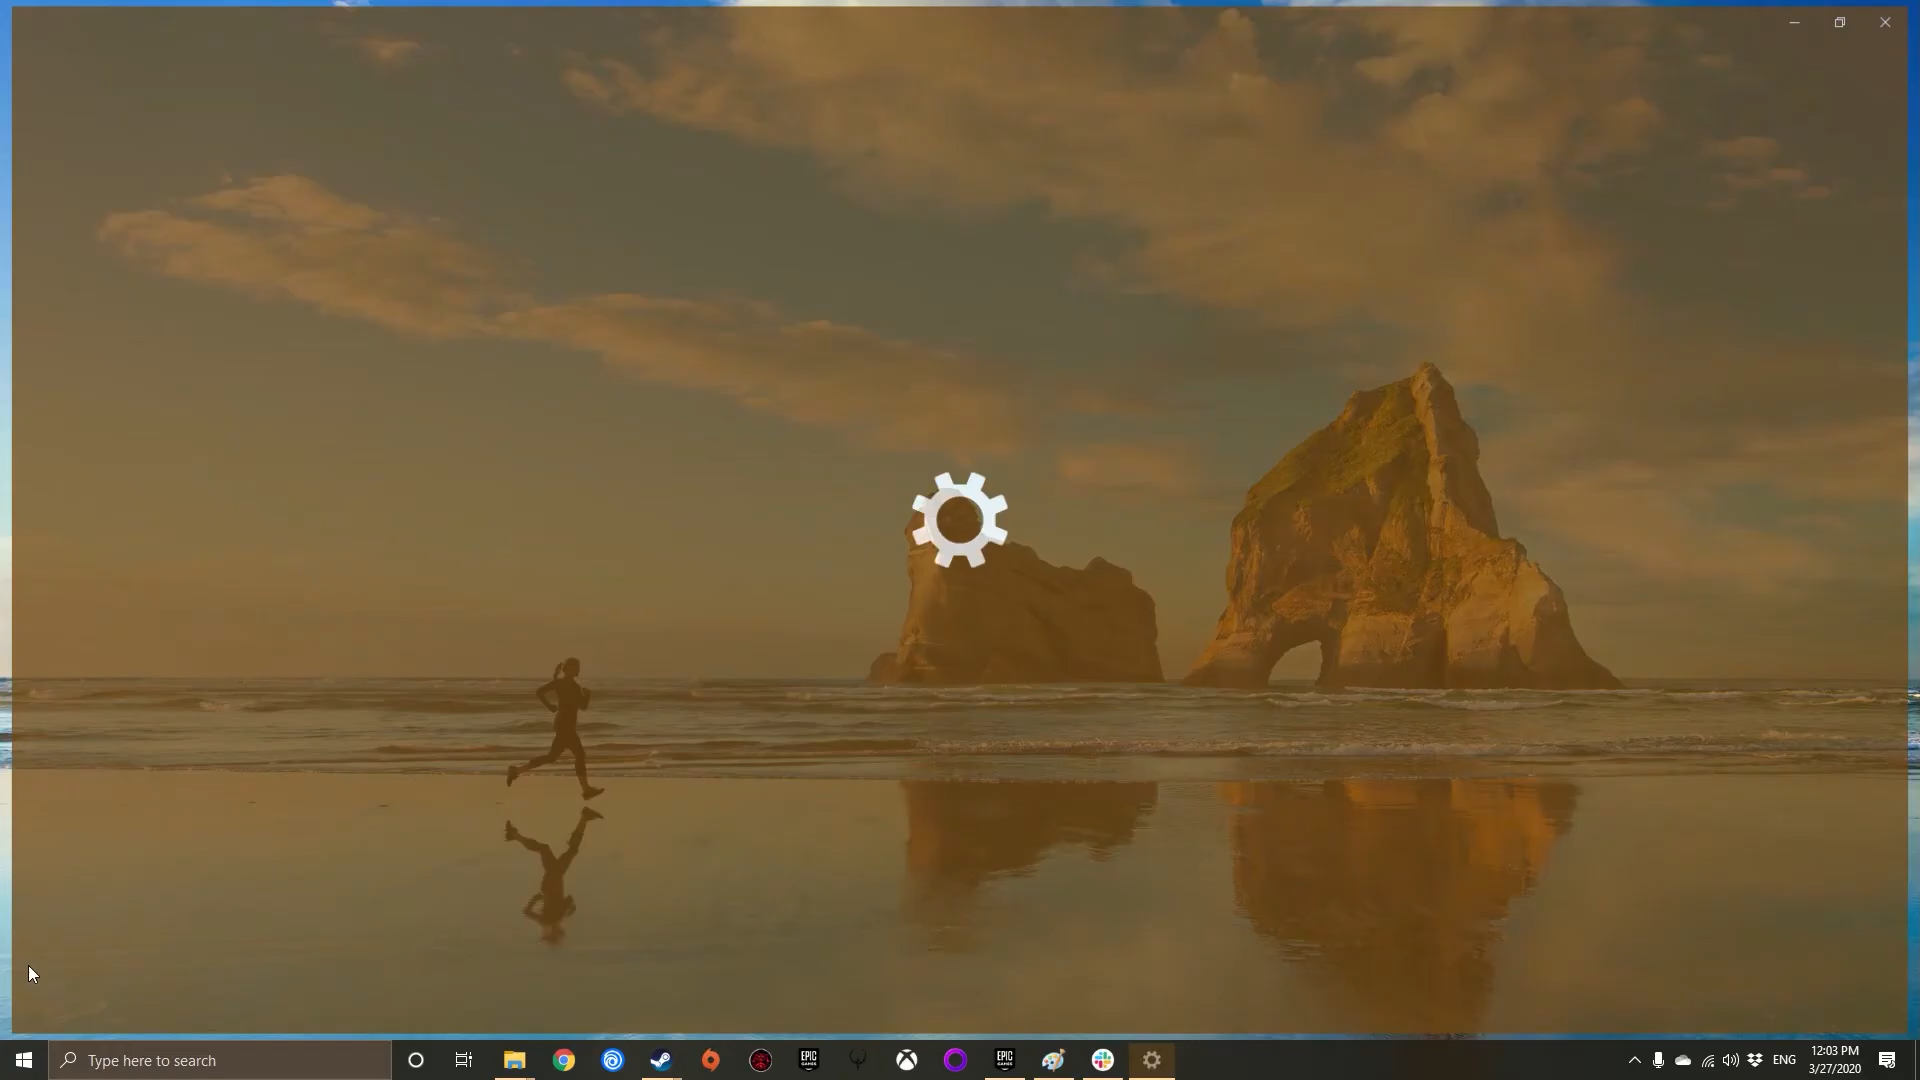 Type here to search
EPIC
GAMES
EPIC
GAMES
ENG
12:03 PM
3/27/2020